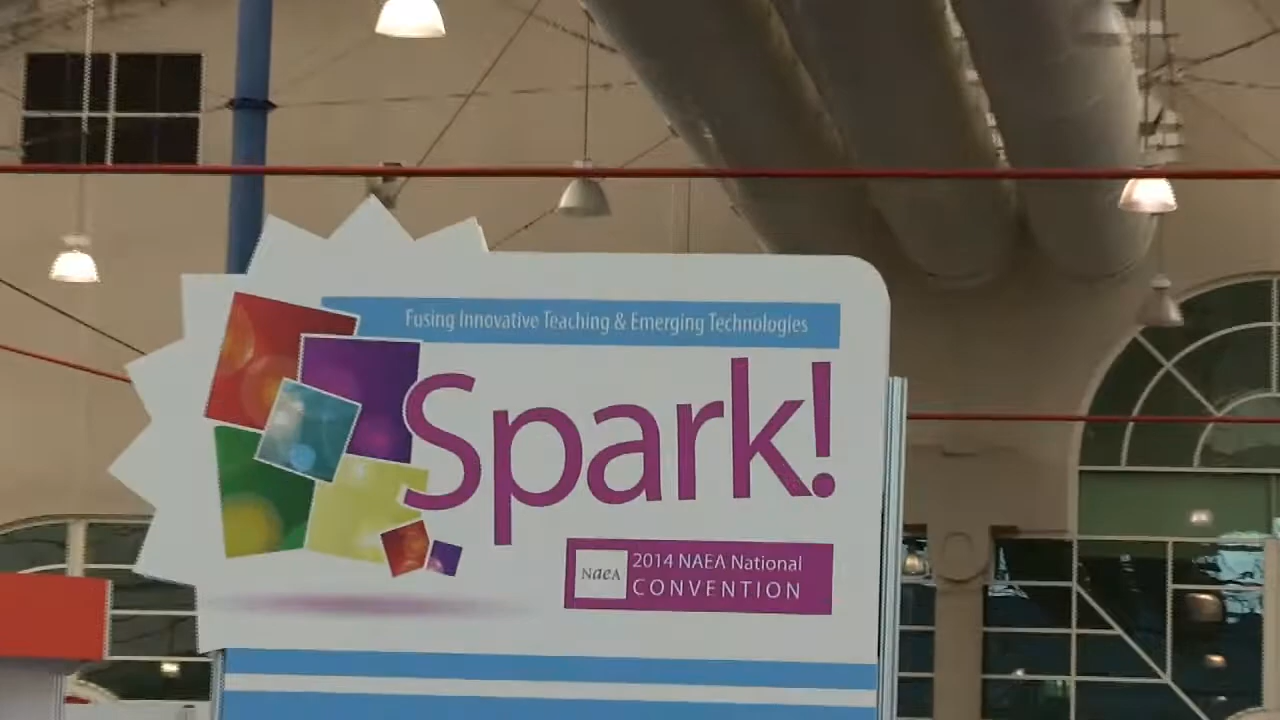 Fusing Innovative Teaching & Emerging Technologies
Spark!
NaeA
2014 NAEA National
CONVENTION